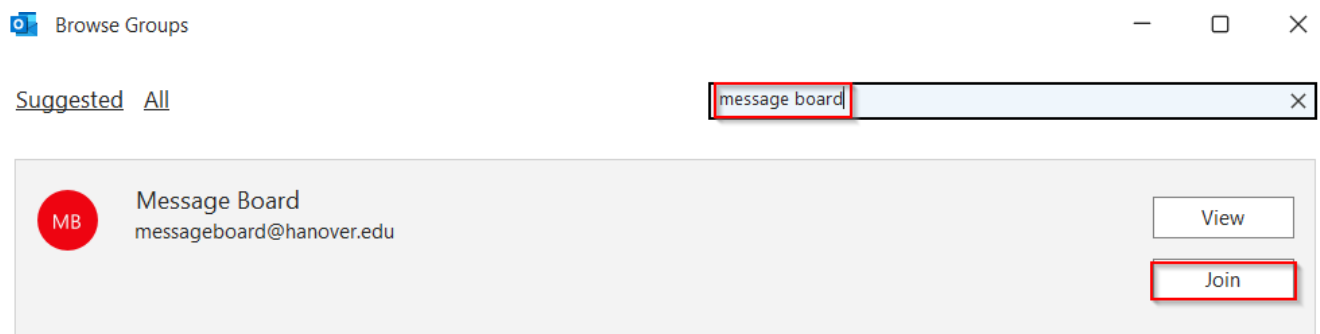 Browse Groups
Suggested All
message board
MB
Message Board
messageboard@hanover.edu
View
Join